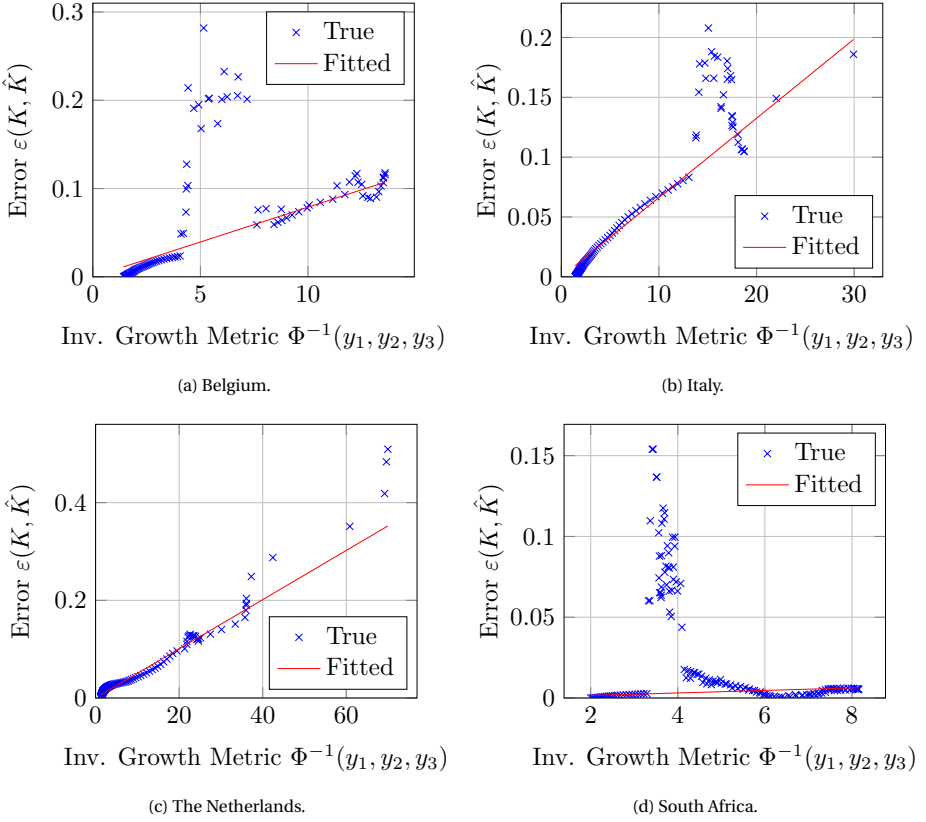 0.3
0.2
0.1
0
0
5
10
Error ε(K, K̂)
True
Fitted
Inv. Growth Metric Φ⁻¹(y₁, y₂, y₃)
(a) Belgium.
0.2
0.15
0.1
0.05
0
0
10
20
30
Error ε(K, K̂)
True
Fitted
Inv. Growth Metric Φ⁻¹(y₁, y₂, y₃)
(b) Italy.
0.4
0.2
0
0
20
40
60
Error ε(K, K̂)
True
Fitted
Inv. Growth Metric Φ⁻¹(y₁, y₂, y₃)
(c) The Netherlands.
0.15
0.1
0.05
0
2
4
6
8
Error ε(K, K̂)
True
Fitted
Inv. Growth Metric Φ⁻¹(y₁, y₂, y₃)
(d) South Africa.